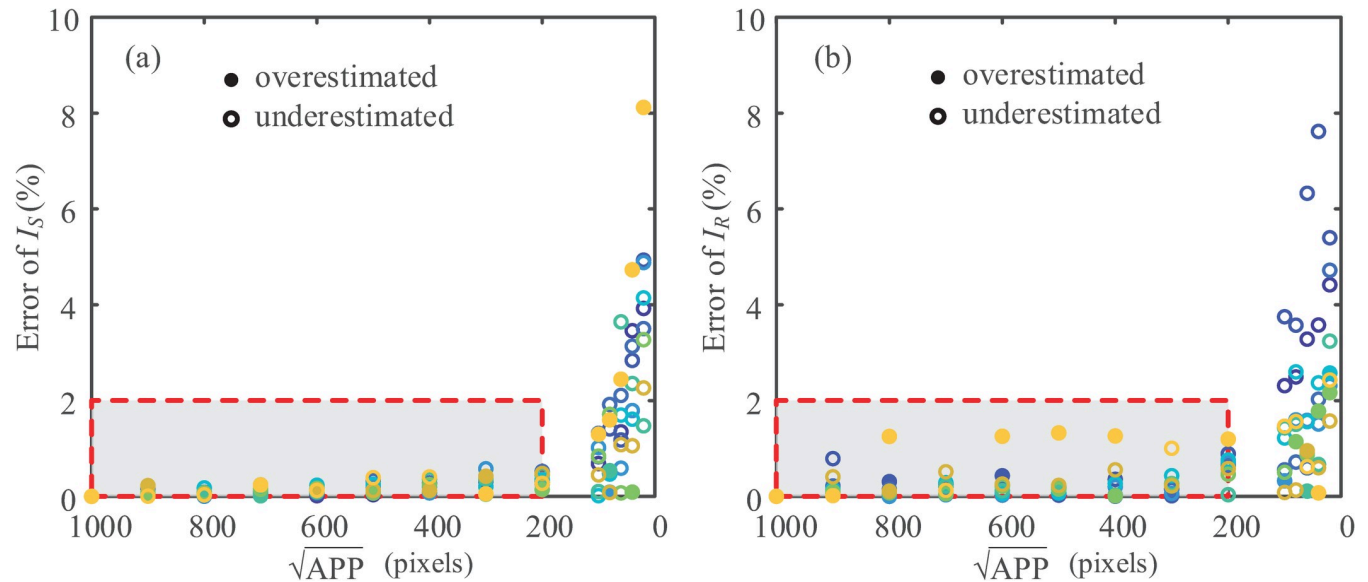 (a)
overestimated
underestimated
Error of I_S (%)
10
8
6
4
2
0
1000 800 600 400 200 0
√APP (pixels)
(b)
overestimated
underestimated
Error of I_R (%)
10
8
6
4
2
0
1000 800 600 400 200 0
√APP (pixels)